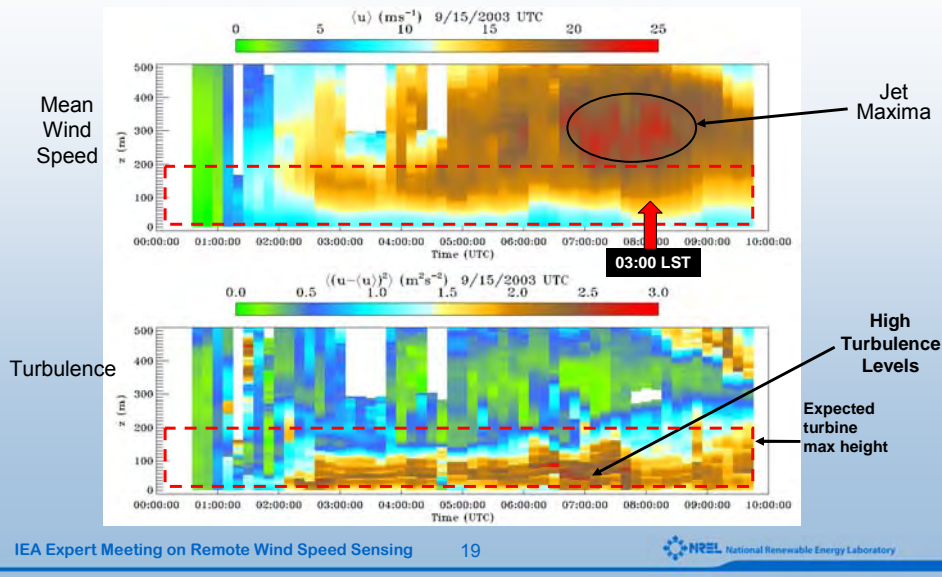 ⟨u⟩ (ms⁻¹) 9/15/2003 UTC
0 5 10 15 20 25
Mean
Wind
Speed
z (m)
500
400
300
200
100
0
00:00:00 01:00:00 02:00:00 03:00:00 04:00:00 05:00:00 06:00:00 07:00:00 08:00:00 09:00:00 10:00:00
Time (UTC)
Jet
Maxima
03:00 LST
⟨(u-⟨u⟩)²⟩ (m²s⁻²) 9/15/2003 UTC
0.0 0.5 1.0 1.5 2.0 2.5 3.0
Turbulence
z (m)
500
400
300
200
100
0
00:00:00 01:00:00 02:00:00 03:00:00 04:00:00 05:00:00 06:00:00 07:00:00 08:00:00 09:00:00 10:00:00
Time (UTC)
High
Turbulence
Levels
Expected
turbine
max height
IEA Expert Meeting on Remote Wind Speed Sensing 19
NREL National Renewable Energy Laboratory